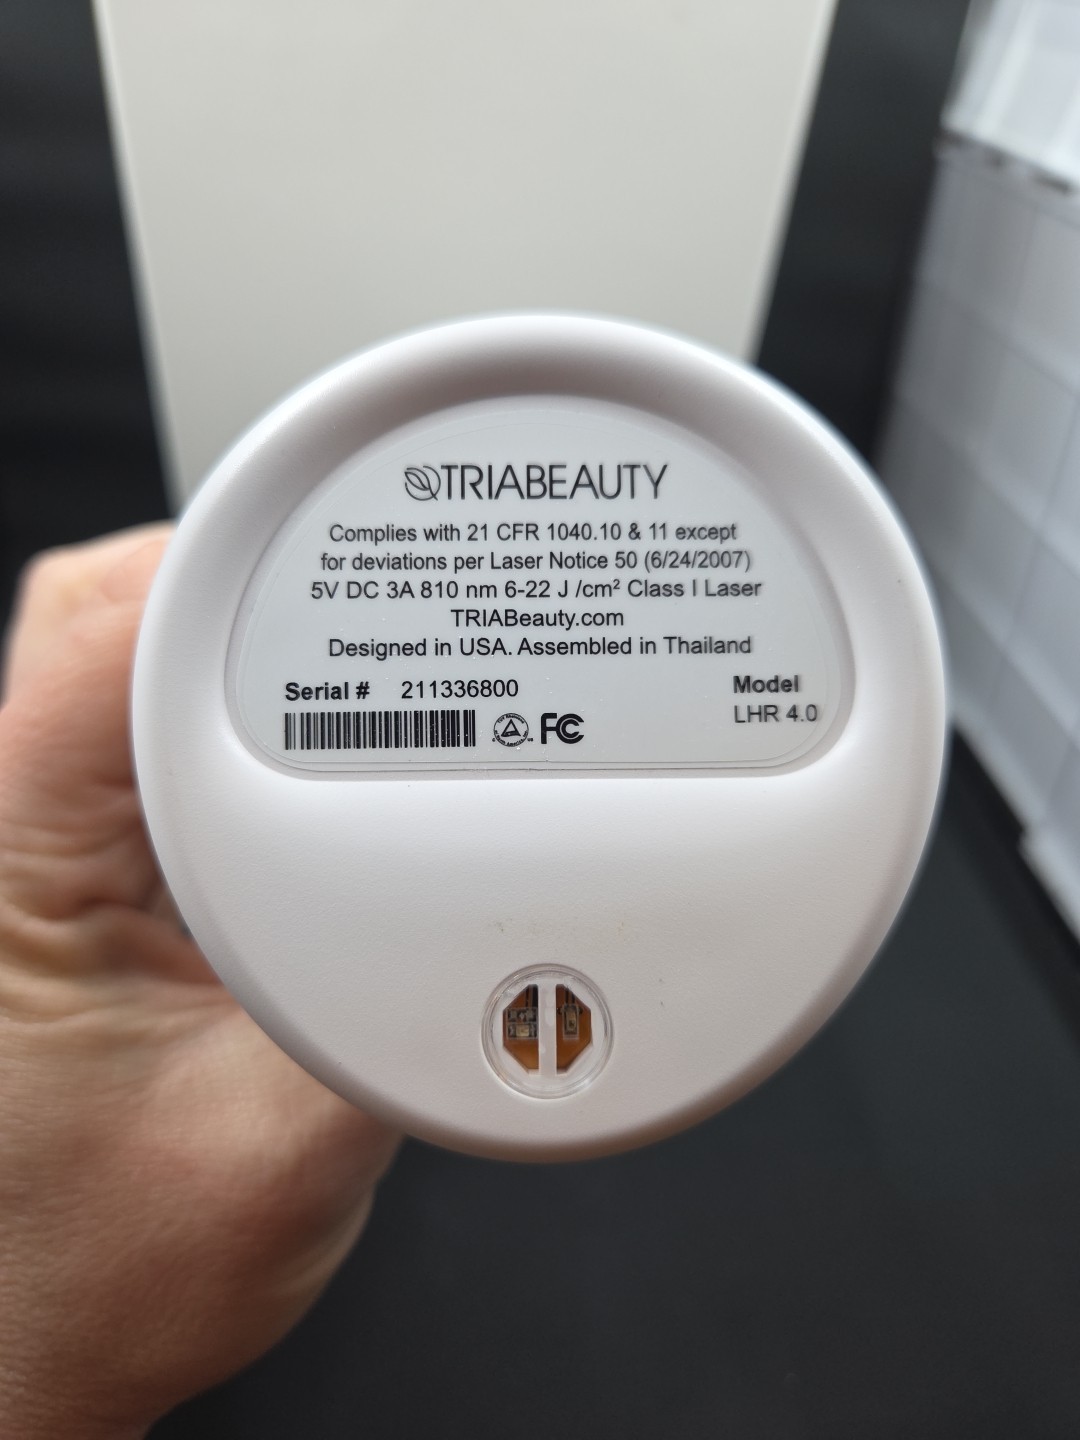 TRIABEAUTY
Complies with 21 CFR 1040.10 & 11 except
for deviations per Laser Notice 50 (6/24/2007)
5V DC 3A 810 nm 6-22 J /cm² Class I Laser
TRIABeauty.com
Designed in USA. Assembled in Thailand
Serial # 211336800
Model
LHR 4.0
FC